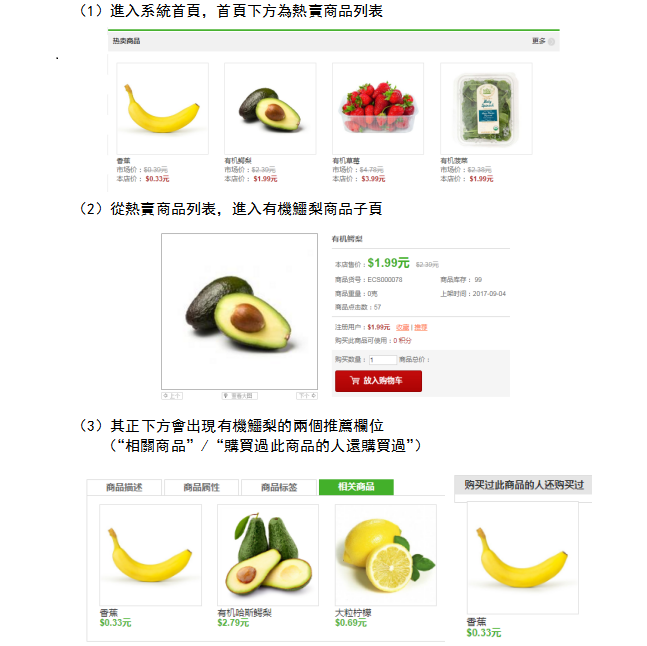 （1）進入系統首頁，首頁下方為熱賣商品列表
热卖商品
更多
香蕉
市场价：$0.39元
本店价：$0.33元
有机鳄梨
市场价：$2.39元
本店价：$1.99元
有机草莓
市场价：$4.79元
本店价：$3.99元
有机菠菜
市场价：$2.39元
本店价：$1.99元
（2）從熱賣商品列表，進入有機鱷梨商品子頁
有机鳄梨
本店售价：$1.99元 $2.39元
商品货号：ECS000078
商品库存： 99
商品重量：0克
上架时间：2017-09-04
商品点击数：57
注册用户：$1.99元 收藏 | 推荐
购买此商品可使用：0 积分
购买数量： 1 商品总价：
放入购物车
上个
查看大图
下个
（3）其正下方會出現有機鱷梨的兩個推薦欄位
（“相關商品”/“購買過此商品的人還購買過”）
商品描述
商品属性
商品标签
相关商品
香蕉
$0.33元
有机哈斯鳄梨
$2.79元
大粒柠檬
$0.69元
购买过此商品的人还购买过
香蕉
$0.33元